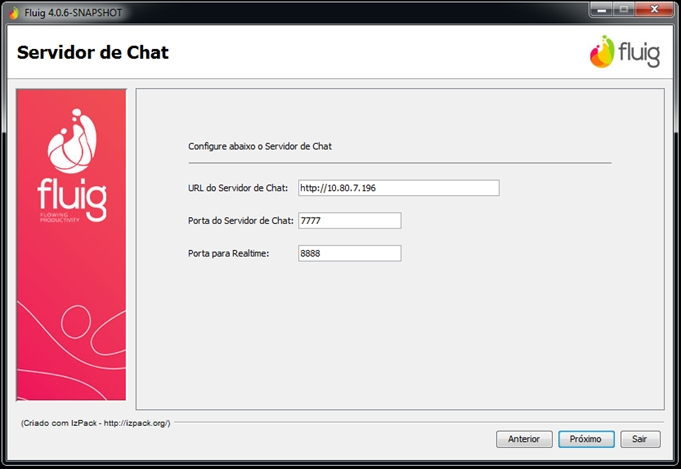 Fluig 4.0.6-SNAPSHOT
Servidor de Chat
fluig
fluig
FLOWING
PRODUCTIVITY
Configure abaixo o Servidor de Chat
URL do Servidor de Chat: http://10.80.7.196
Porta do Servidor de Chat: 7777
Porta para Realtime: 8888
(Criado com IzPack - http://izpack.org/)
Anterior Próximo Sair